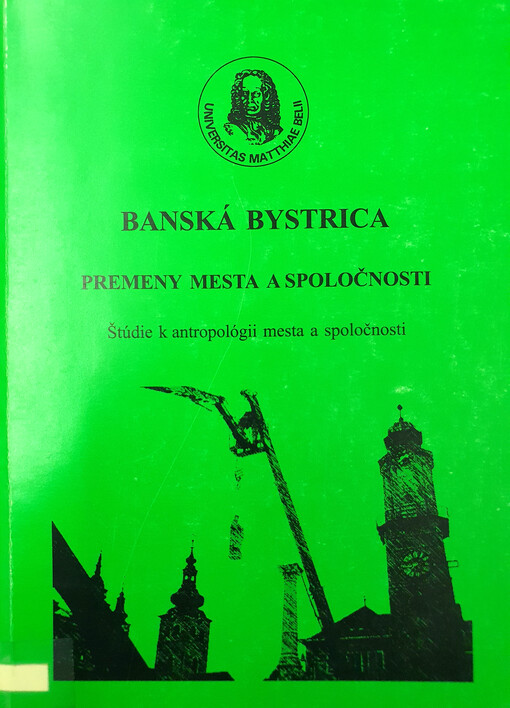 UNIVERSITAS MATTHIAE BELII
BANSKÁ BYSTRICA
PREMENY MESTA A SPOLOČNOSTI
Štúdie k antropológii mesta a spoločnosti